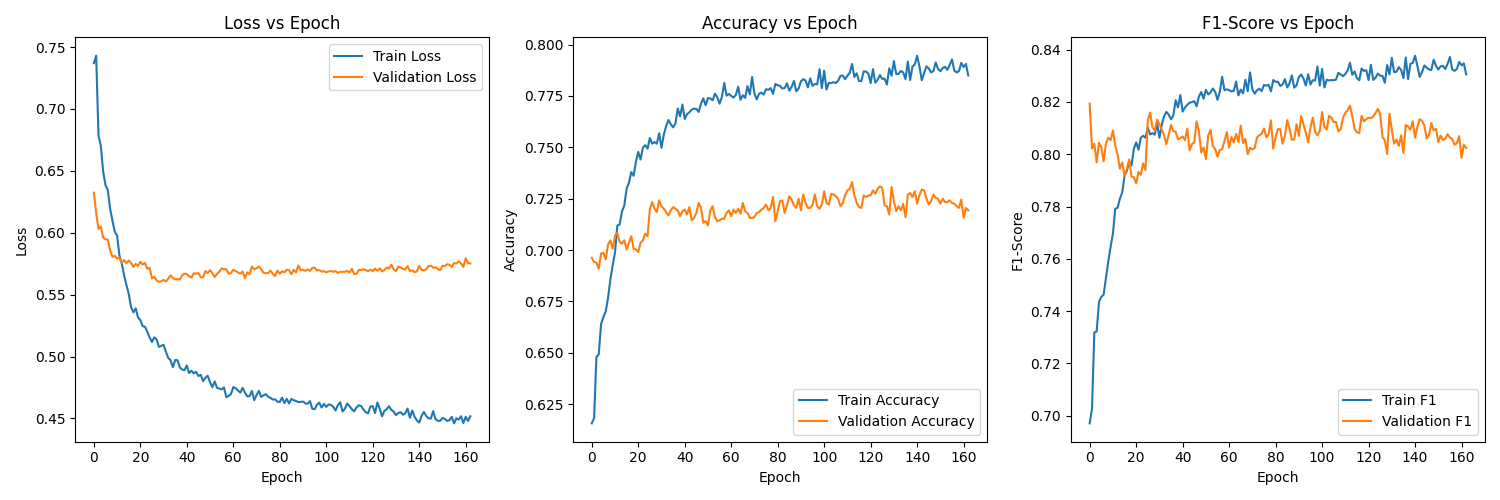 Loss vs Epoch
Train Loss
Validation Loss
0.75
0.70
0.65
0.60
0.55
0.50
0.45
Loss
0 20 40 60 80 100 120 140 160
Epoch
Accuracy vs Epoch
0.800
0.775
0.750
0.725
0.700
0.675
0.650
0.625
Accuracy
Train Accuracy
Validation Accuracy
0 20 40 60 80 100 120 140 160
Epoch
F1-Score vs Epoch
0.84
0.82
0.80
0.78
0.76
0.74
0.72
0.70
F1-Score
Train F1
Validation F1
0 20 40 60 80 100 120 140 160
Epoch